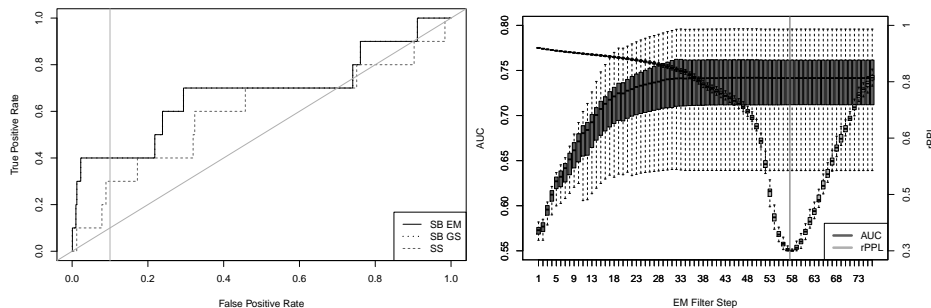 True Positive Rate
1.0
0.8
0.6
0.4
0.2
0.0
0.0 0.2 0.4 0.6 0.8 1.0
False Positive Rate
SB EM
SB GS
SS
AUC
0.80
0.75
0.70
0.65
0.60
0.55
1 5 9 13 18 23 28 33 38 43 48 53 58 63 68 73
EM Filter Step
1
0.8
0.6
0.5
0.3
rPPL
AUC
rPPL